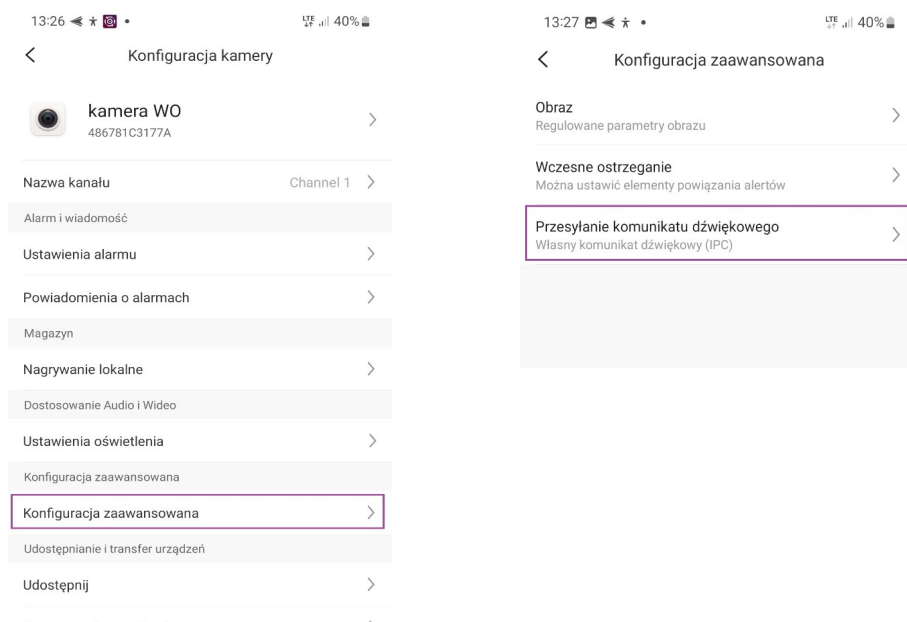 13:26
LTE 40%
Konfiguracja kamery
kamera WO
486781C3177A
Nazwa kanału Channel 1
Alarm i wiadomość
Ustawienia alarmu
Powiadomienia o alarmach
Magazyn
Nagrywanie lokalne
Dostosowanie Audio i Wideo
Ustawienia oświetlenia
Konfiguracja zaawansowana
Konfiguracja zaawansowana
Udostępnianie i transfer urządzeń
Udostępnij
13:27
LTE 40%
Konfiguracja zaawansowana
Obraz
Regulowane parametry obrazu
Wczesne ostrzeganie
Można ustawić elementy powiązania alertów
Przesyłanie komunikatu dźwiękowego
Własny komunikat dźwiękowy (IPC)